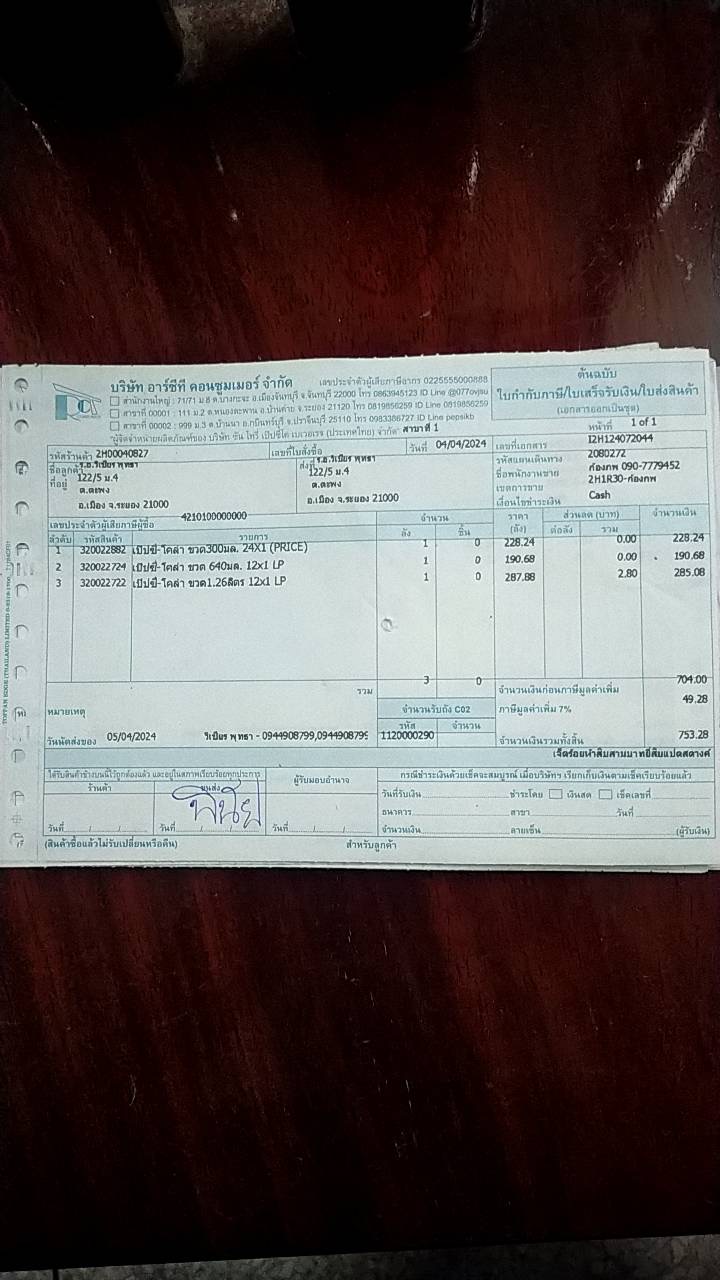 บริษัท อาร์ซีที คอนซูมเมอร์ จำกัด เลขประจำตัวผู้เสียภาษีอากร 0225555000888
สำนักงานใหญ่ : 71/71 ม.8 ต.บางกะจะ อ.เมืองจันทบุรี จ.จันทบุรี 22000 โทร 0863945123 ID Line @077ovjau
สาขาที่ 00001 : 111 ม.2 ต.หนองตะพาน อ.บ้านค่าย จ.ระยอง 21120 โทร 0819856259 ID Line 0819856259
สาขาที่ 00002 : 999 ม.3 ต.บ้านนา อ.กบินทร์บุรี จ.ปราจีนบุรี 25110 โทร 0983386727 ID Line pepsikb
"ผู้จัดจำหน่ายผลิตภัณฑ์ของ บริษัท ซันโทรี่ เป๊ปซี่โค เบเวอเรจ (ประเทศไทย) จำกัด" สาขาที่ 1
ต้นฉบับ
ใบกำกับภาษี/ใบเสร็จรับเงิน/ใบส่งสินค้า
(เอกสารออกเป็นชุด)
หน้าที่ 1 of 1
รหัสร้านค้า 2H00040827 เลขที่ใบสั่งซื้อ วันที่ 04/04/2024
ชื่อลูกค้า ร.อ.วิเชียร พุทธา
ที่อยู่ 122/5 ม.4
ต.ตะพง
อ.เมือง จ.ระยอง 21000
ส่งที่ ร.อ.วิเชียร พุทธา
122/5 ม.4
ต.ตะพง
อ.เมือง จ.ระยอง 21000
เลขที่เอกสาร I2H124072044
รหัสแผนเดินทาง 2080272
ชื่อพนักงานขาย ก้องภพ 090-7779452
เขตการขาย 2H1R30-ก้องภพ
เงื่อนไขชำระเงิน Cash
เลขประจำตัวผู้เสียภาษีผู้ซื้อ 4210100000000
ลำดับ รหัสสินค้า รายการ จำนวน ลัง ชิ้น ราคา (ลัง) ส่วนลด (บาท) ต่อลัง รวม จำนวนเงิน
1 320022882 เป๊ปซี่-โคล่า ขวด300มล. 24X1 (PRICE) 1 0 228.24 0.00 228.24
2 320022724 เป๊ปซี่-โคล่า ขวด 640มล. 12x1 LP 1 0 190.68 0.00 190.68
3 320022722 เป๊ปซี่-โคล่า ขวด1.26ลิตร 12x1 LP 1 0 287.88 2.80 285.08
รวม 3 0
จำนวนเงินก่อนภาษีมูลค่าเพิ่ม 704.00
ภาษีมูลค่าเพิ่ม 7% 49.28
จำนวนเงินรวมทั้งสิ้น 753.28
เจ็ดร้อยห้าสิบสามบาทยี่สิบแปดสตางค์
หมายเหตุ
จำนวนรับถัง CO2
รหัส จำนวน
1120000290
วันนัดส่งของ 05/04/2024 วิเชียร พุทธา - 0944908799,0944908799
ได้รับสินค้าข้างบนนี้ไว้ถูกต้องแล้ว และอยู่ในสภาพเรียบร้อยทุกประการ
ร้านค้า ผู้ส่ง ผู้รับมอบอำนาจ
วันที่ / / วันที่ / / วันที่ / /
กรณีชำระเงินด้วยเช็คจะสมบูรณ์ เมื่อบริษัทฯ เรียกเก็บเงินตามเช็คเรียบร้อยแล้ว
วันที่รับเงิน ชำระโดย เงินสด เช็คเลขที่
ธนาคาร สาขา วันที่
จำนวนเงิน ลายเซ็น (ผู้รับเงิน)
(สินค้าซื้อแล้วไม่รับเปลี่ยนหรือคืน) สำหรับลูกค้า